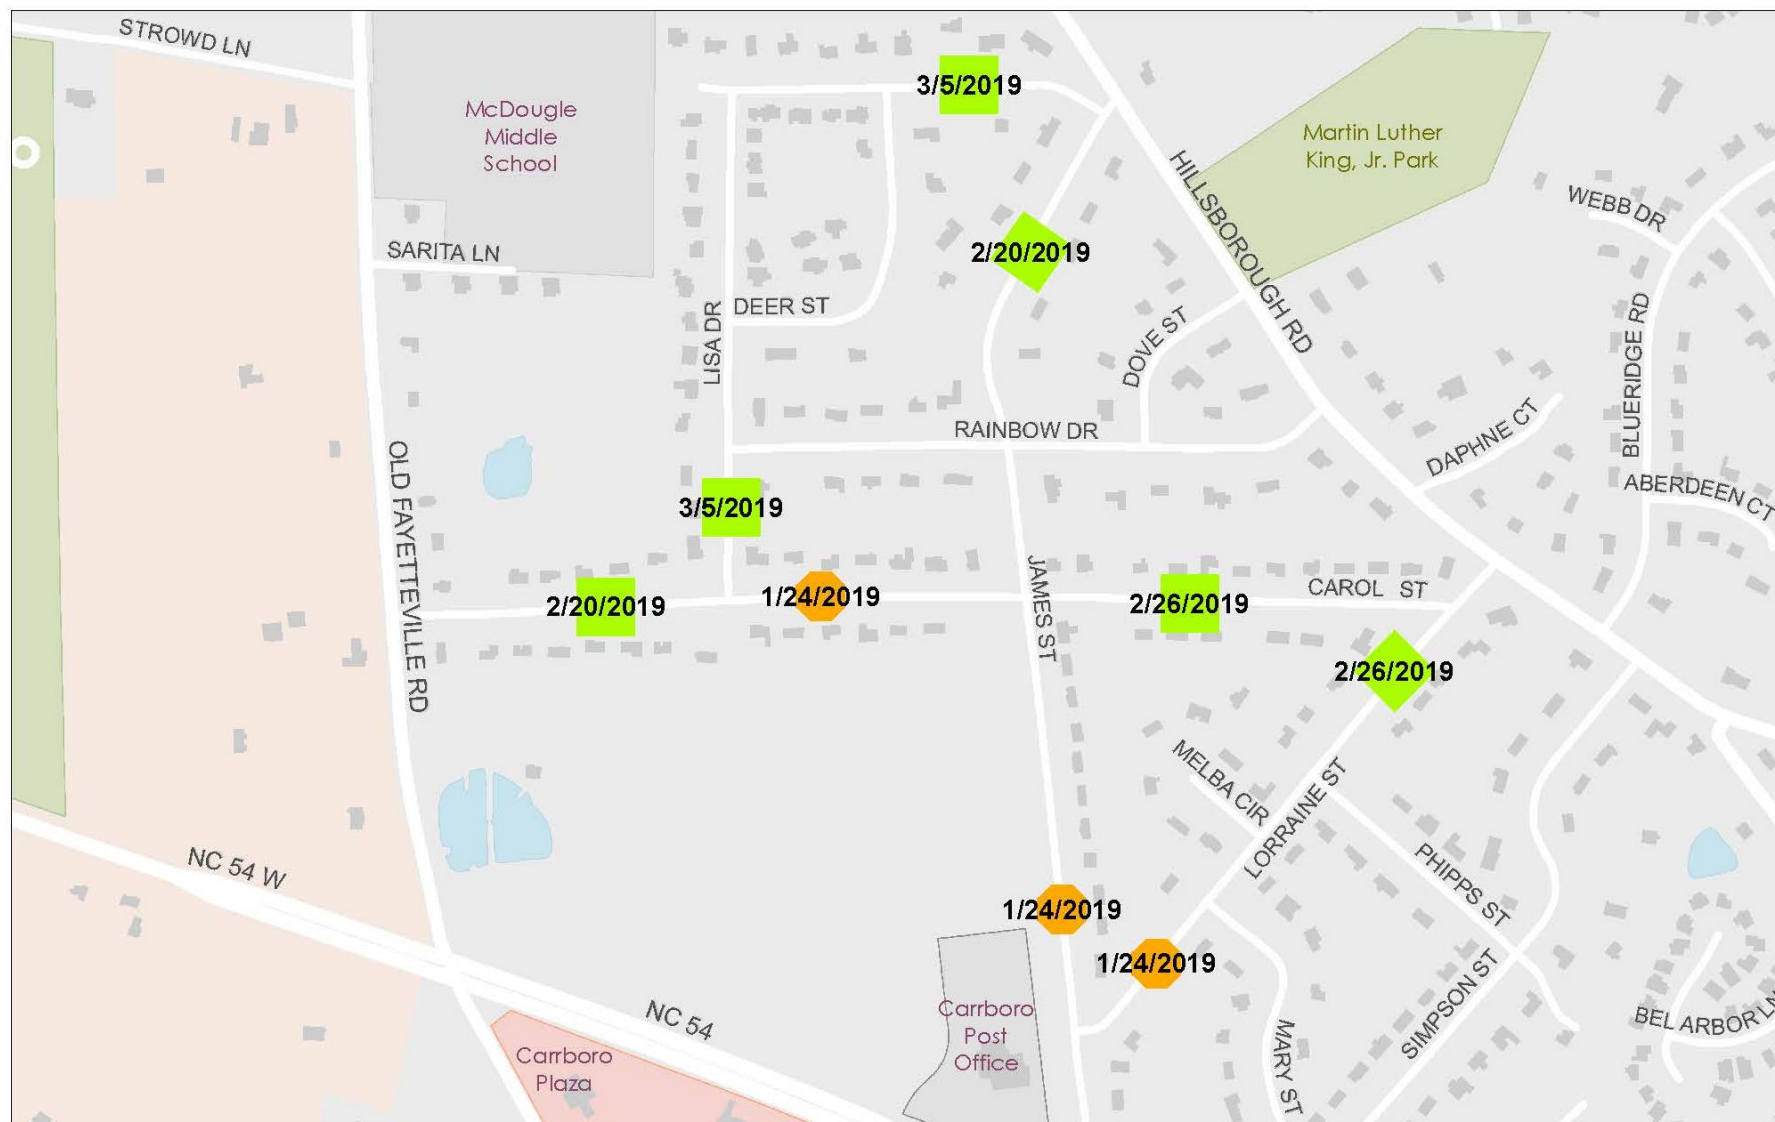 STROWD LN
3/5/2019
McDougle
Middle
School
Martin Luther
King, Jr. Park
HILLSBOROUGH RD
WEBB DR
SARITA LN
2/20/2019
DEER ST
LISA DR
DOVE ST
BLUERIDGE RD
RAINBOW DR
DAPHNE CT
OLD FAYETTEVILLE RD
ABERDEEN CT
3/5/2019
2/20/2019
1/24/2019
JAMES ST
2/26/2019
CAROL ST
2/26/2019
MELBA CIR
LORRAINE ST
PHIPPS ST
NC 54 W
1/24/2019
1/24/2019
SIMPSON ST
NC 54
Carrboro
Post
Office
MARY ST
BEL ARBOR LN
Carrboro
Plaza